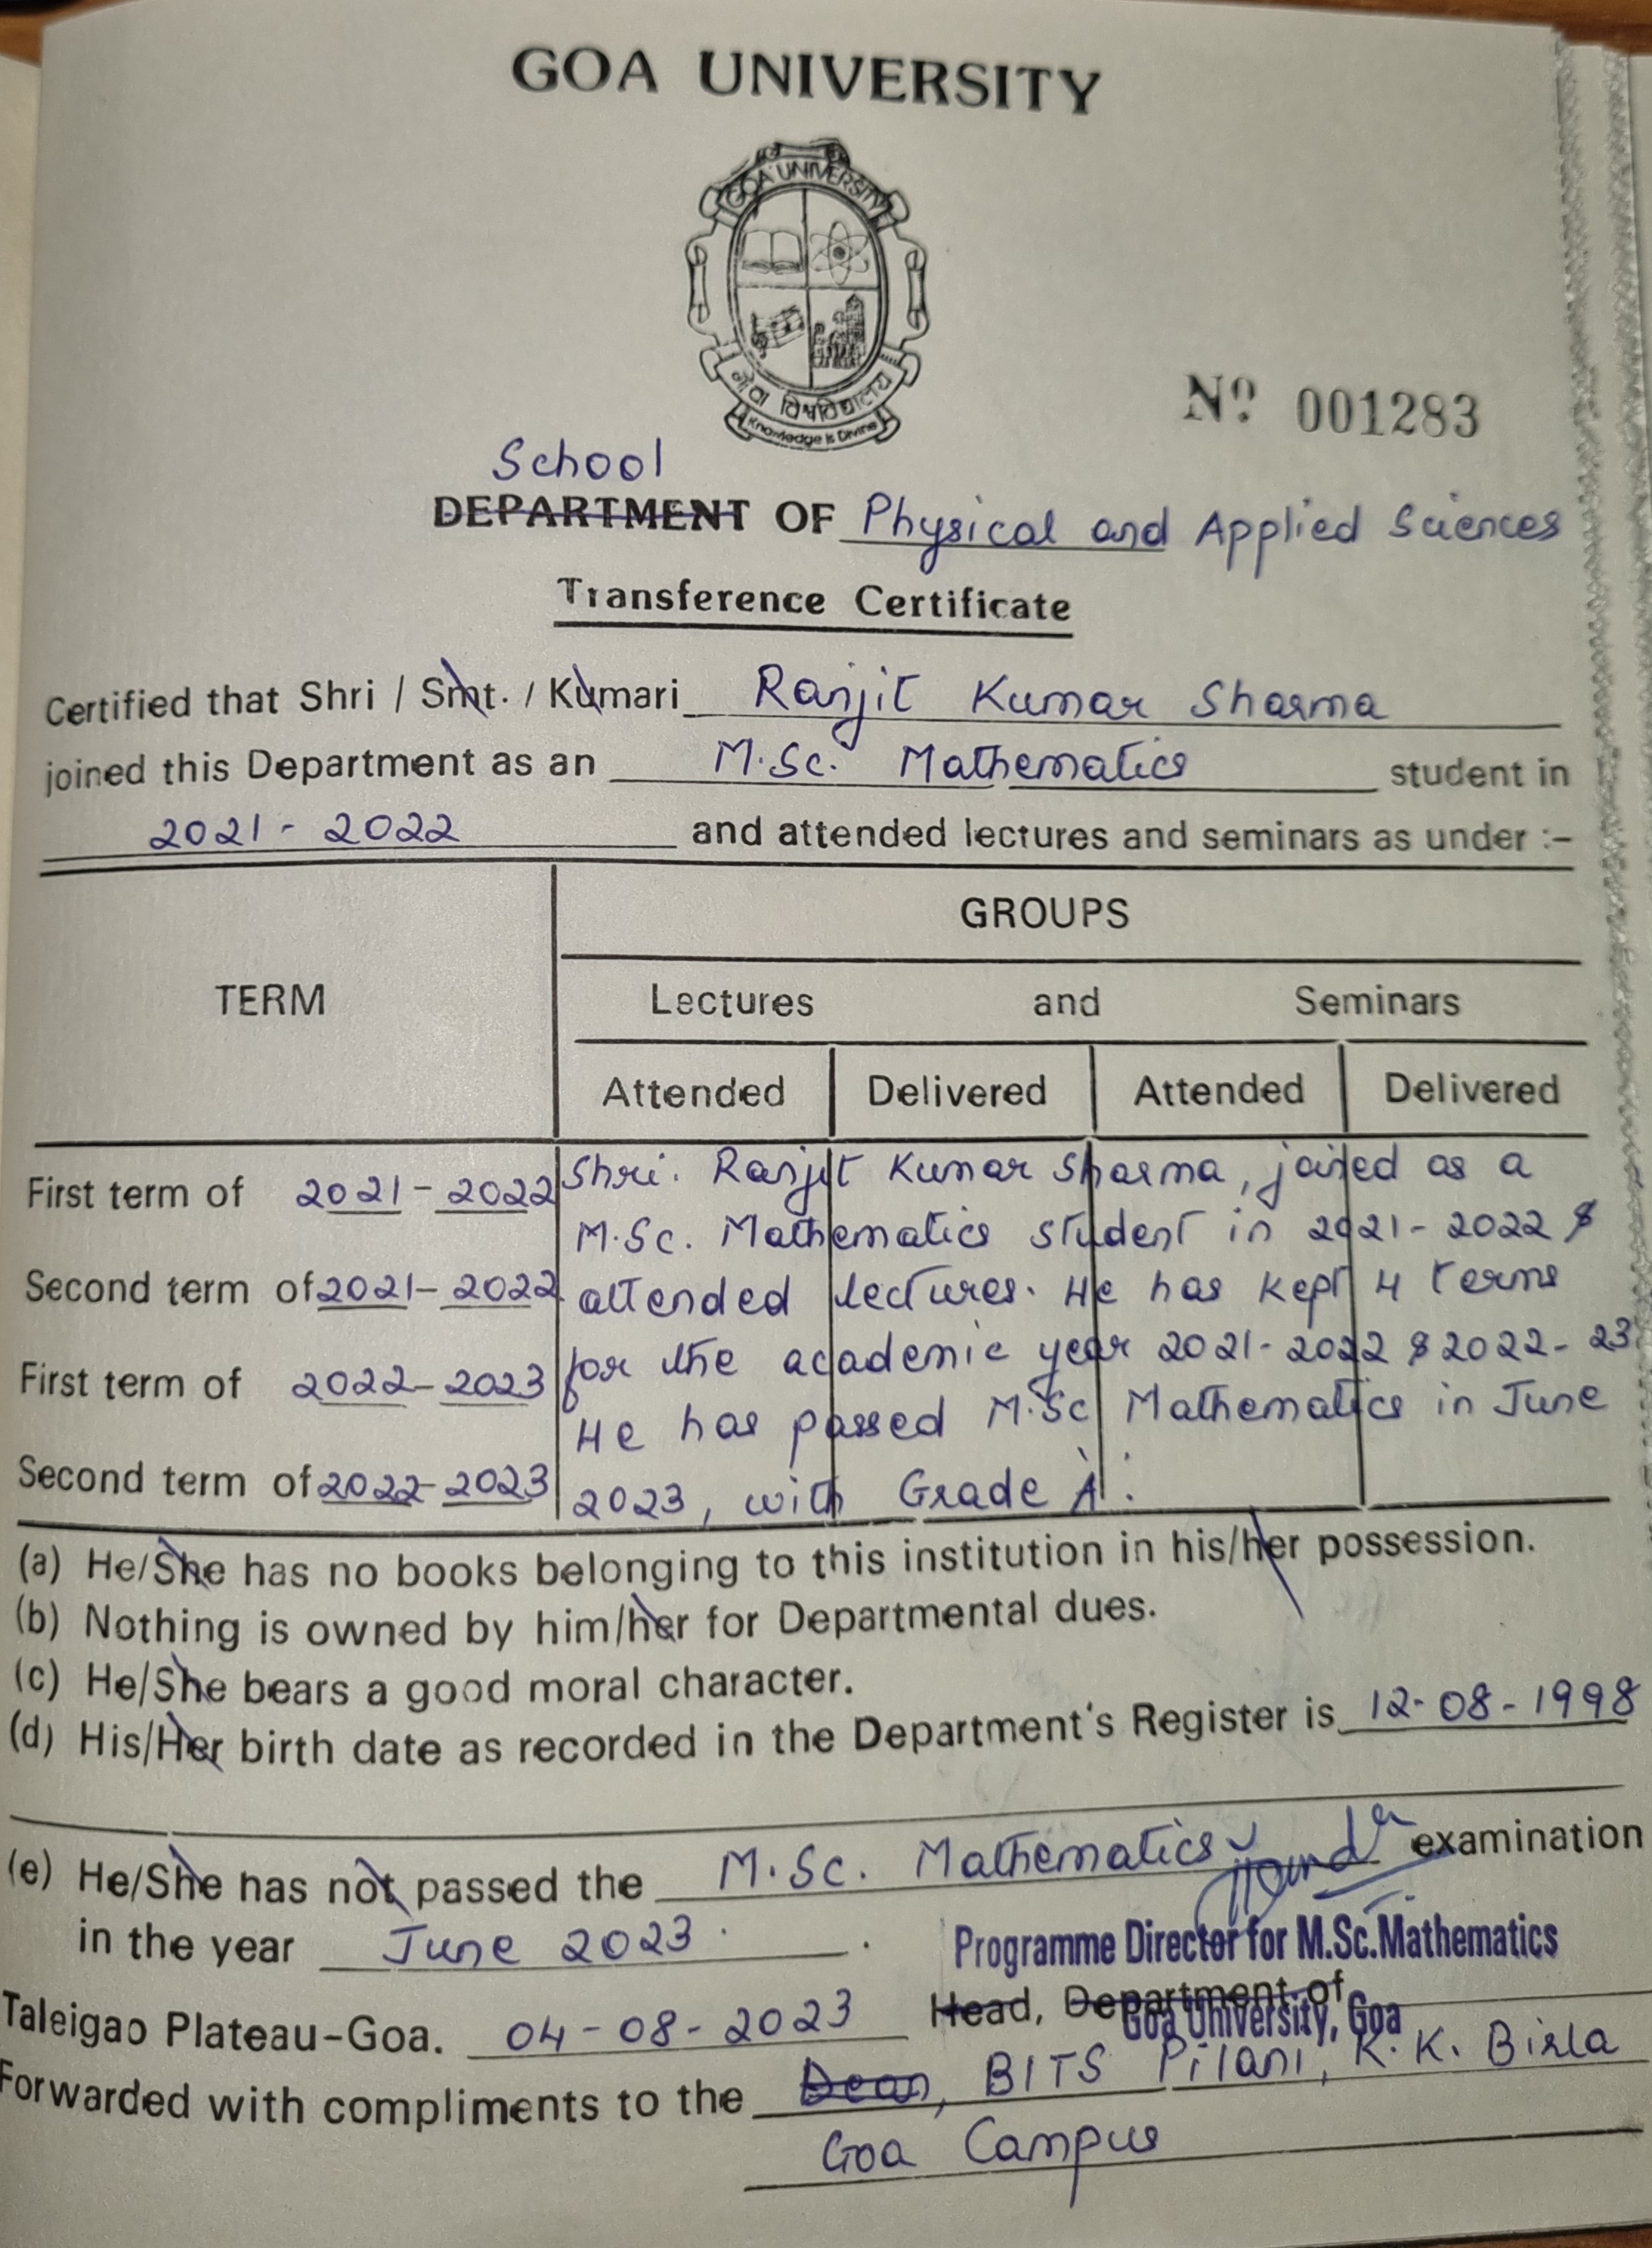 GOA UNIVERSITY
GOA UNIVERSITY
गोवा विश्वविद्यालय
Knowledge is Divine
Nº 001283
School
DEPARTMENT OF Physical and Applied Sciences
Transference Certificate
Certified that Shri / Smt. / Kumari Ranjit Kumar Sharma
joined this Department as an M.Sc. Mathematics student in
2021 - 2022 and attended lectures and seminars as under :-
GROUPS
TERM Lectures and Seminars
Attended Delivered Attended Delivered
First term of 2021 - 2022 Shri. Ranjit Kumar Sharma, joined as a
M.Sc. Mathematics student in 2021 - 2022 &
Second term of 2021 - 2022 attended lectures. He has kept 4 terms
First term of 2022 - 2023 for the academic year 2021 - 2022 & 2022 - 23
He has passed M.Sc Mathematics in June
Second term of 2022 - 2023 2023, with Grade 'A'.
(a) He/She has no books belonging to this institution in his/her possession.
(b) Nothing is owned by him/her for Departmental dues.
(c) He/She bears a good moral character.
(d) His/Her birth date as recorded in the Department's Register is 12-08-1998
(e) He/She has not passed the M.Sc. Mathematics examination
in the year June 2023.
Programme Director for M.Sc. Mathematics
Taleigao Plateau-Goa. 04-08-2023 Head, Department of
Goa University, Goa
Forwarded with compliments to the Dean, BITS Pilani, K. K. Birla
Goa Campus